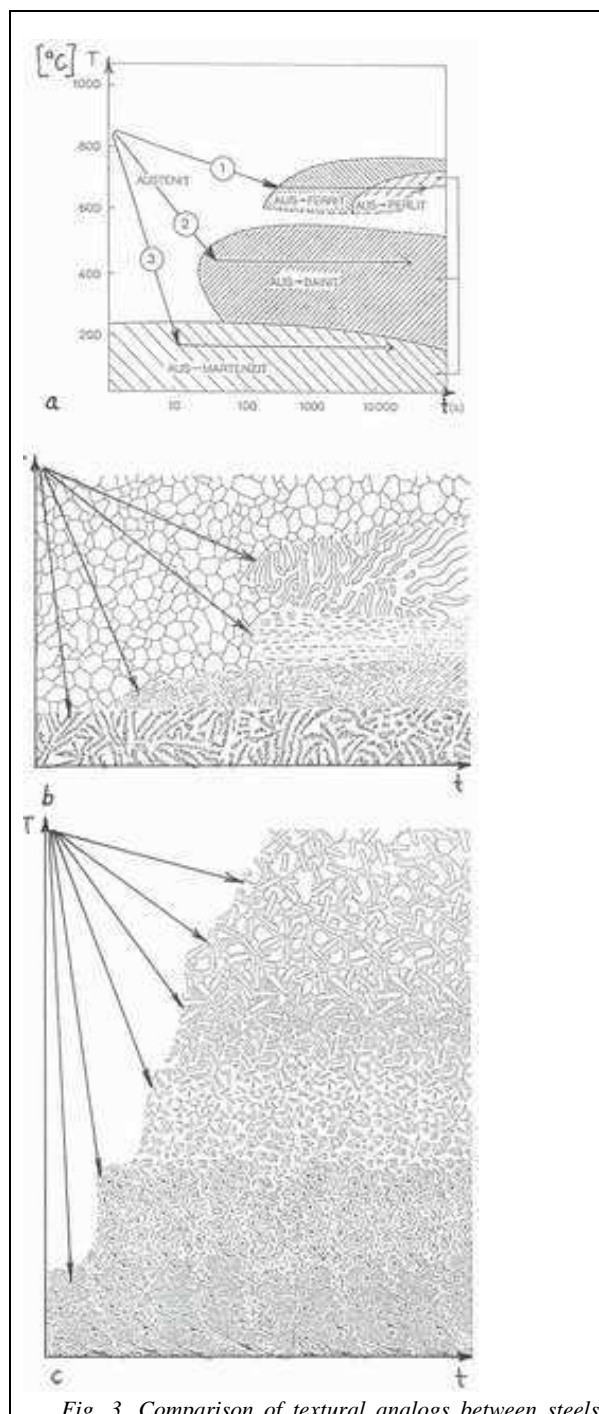 [°C] T
1000
800
1
AUSTENIT
AUS→FERRIT
AUS→PERLIT
600
2
3
400
AUS→BAINIT
200
AUS→MARTENZIT
a
10 100 1000 10000 t(s)
b
t
T
c
t
Fig. 3. Comparison of textural analogs between steels